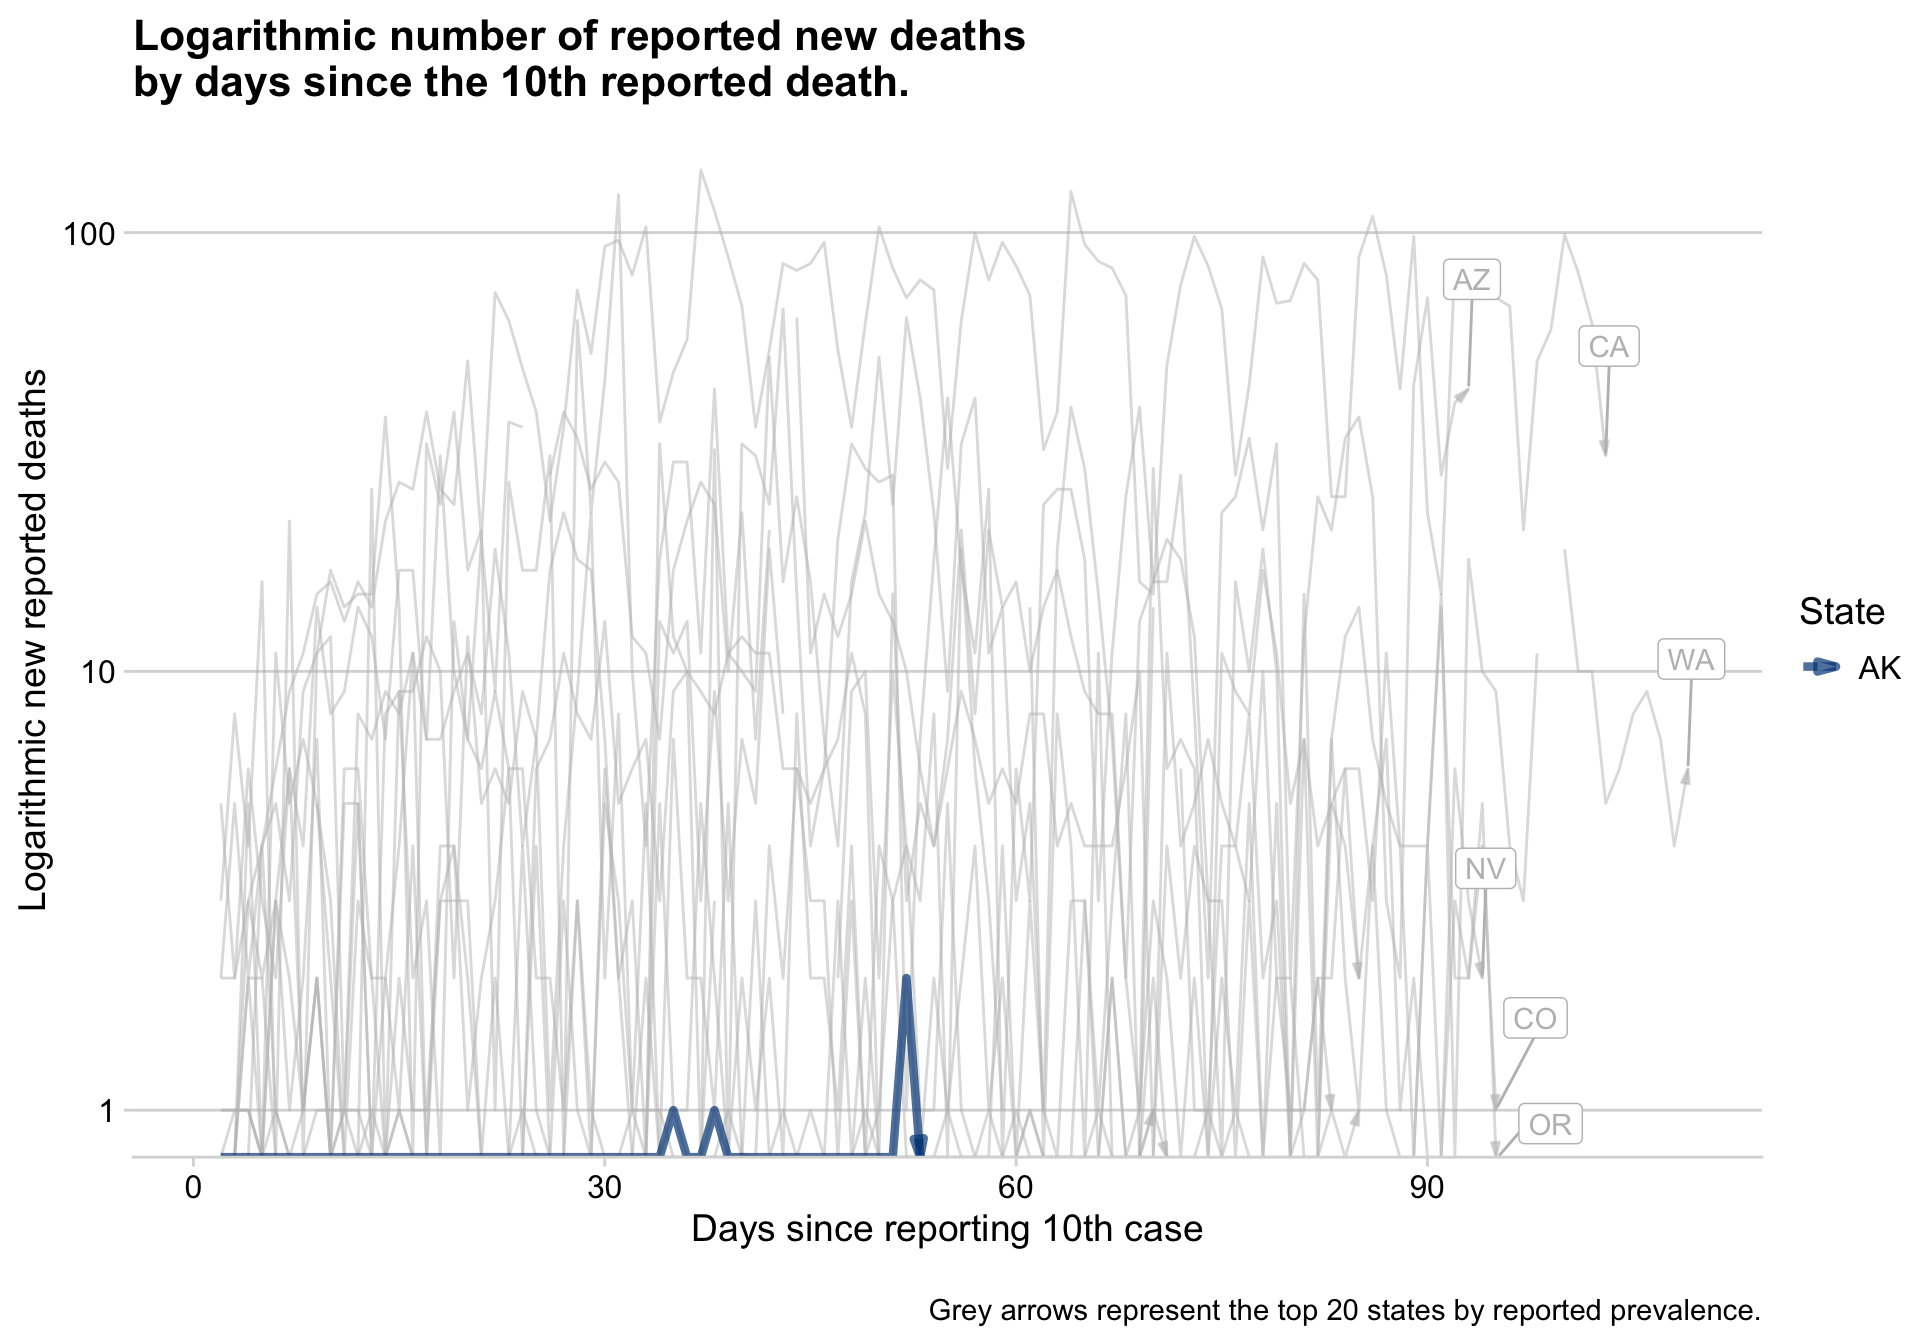 Logarithmic number of reported new deaths
by days since the 10th reported death.
Logarithmic new reported deaths
100
10
1
AZ
CA
WA
NV
CO
OR
State
AK
0
30
60
90
Days since reporting 10th case
Grey arrows represent the top 20 states by reported prevalence.